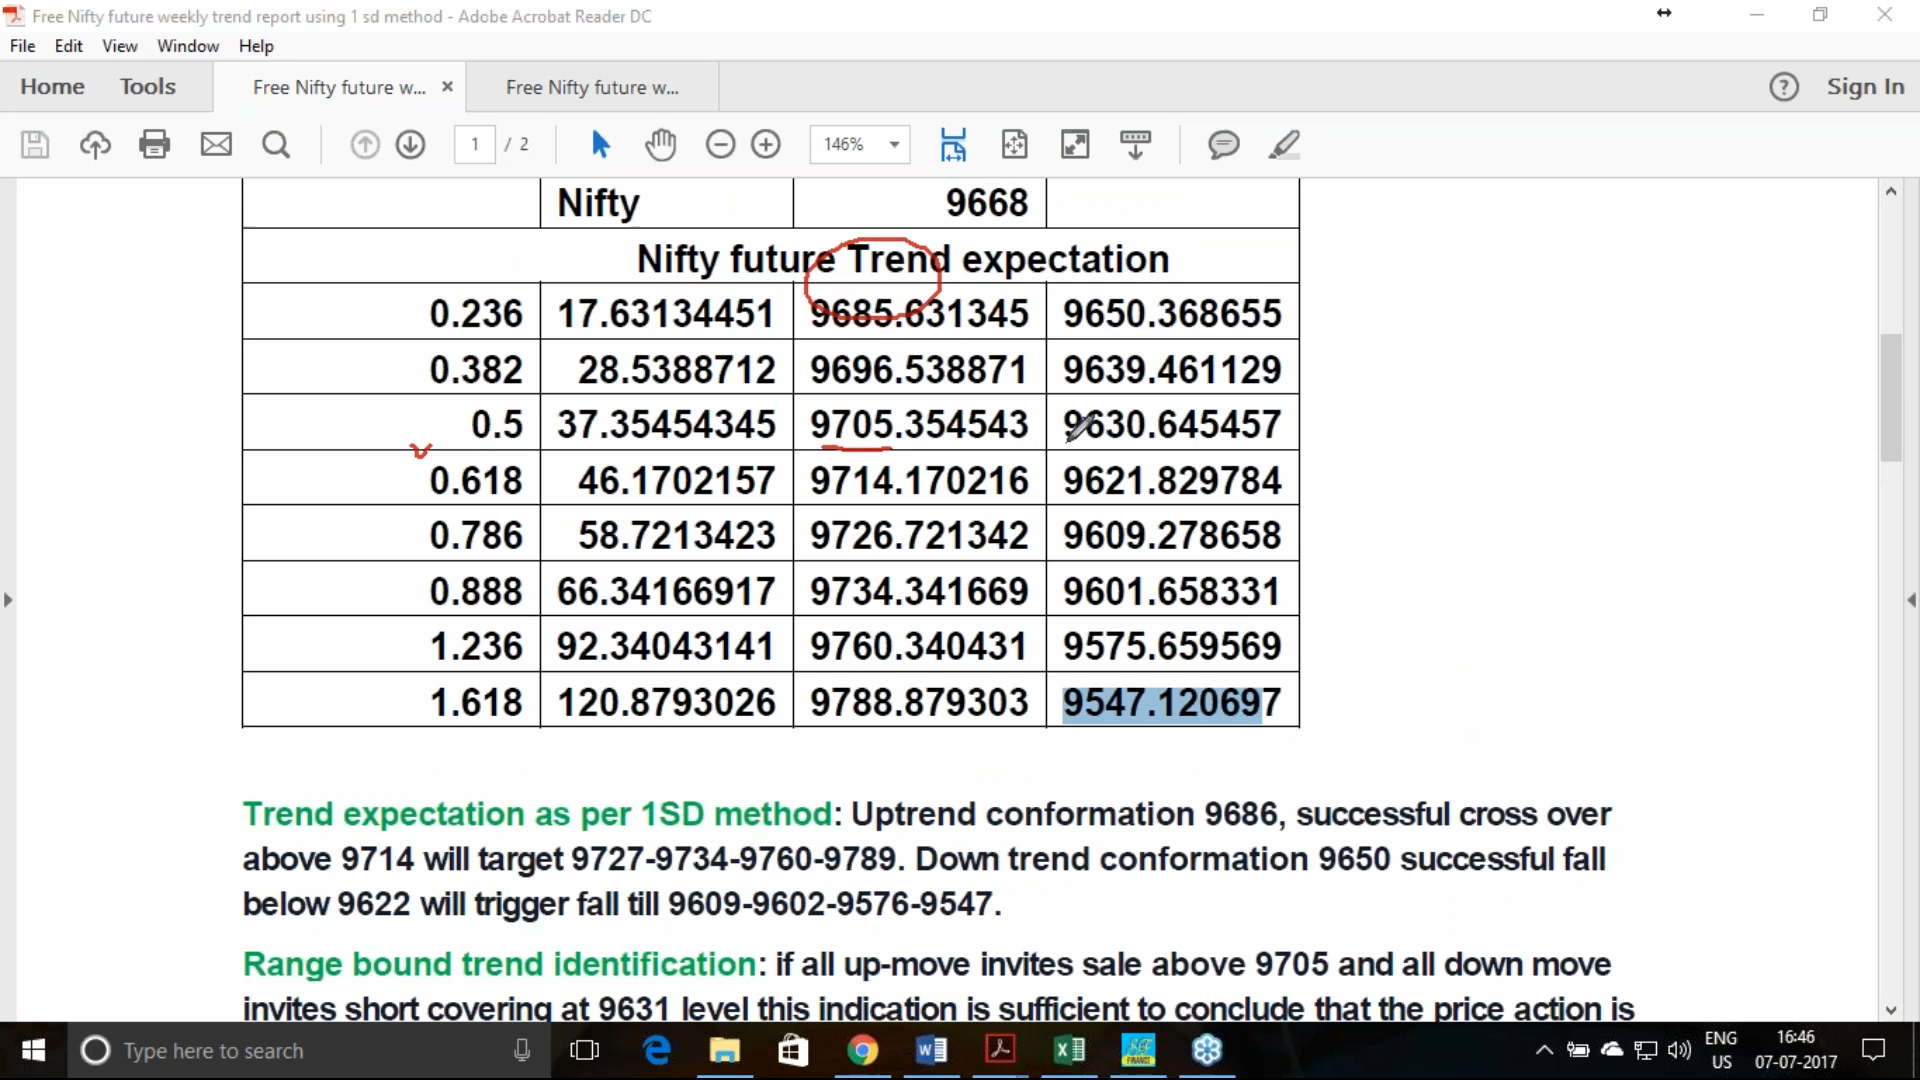 Free Nifty future weekly trend report using 1 sd method - Adobe Acrobat Reader DC
File Edit View Window Help
Home Tools Free Nifty future w... × Free Nifty future w... ? Sign In
1 / 2 146%
Nifty 9668
Nifty future Trend expectation
0.236 17.63134451 9685.631345 9650.368655
0.382 28.5388712 9696.538871 9639.461129
0.5 37.35454345 9705.354543 9630.645457
0.618 46.1702157 9714.170216 9621.829784
0.786 58.7213423 9726.721342 9609.278658
0.888 66.34166917 9734.341669 9601.658331
1.236 92.34043141 9760.340431 9575.659569
1.618 120.8793026 9788.879303 9547.120697
Trend expectation as per 1SD method: Uptrend conformation 9686, successful cross over
above 9714 will target 9727-9734-9760-9789. Down trend conformation 9650 successful fall
below 9622 will trigger fall till 9609-9602-9576-9547.
Range bound trend identification: if all up-move invites sale above 9705 and all down move
invites short covering at 9631 level this indication is sufficient to conclude that the price action is
Type here to search ENG 16:46
US 07-07-2017